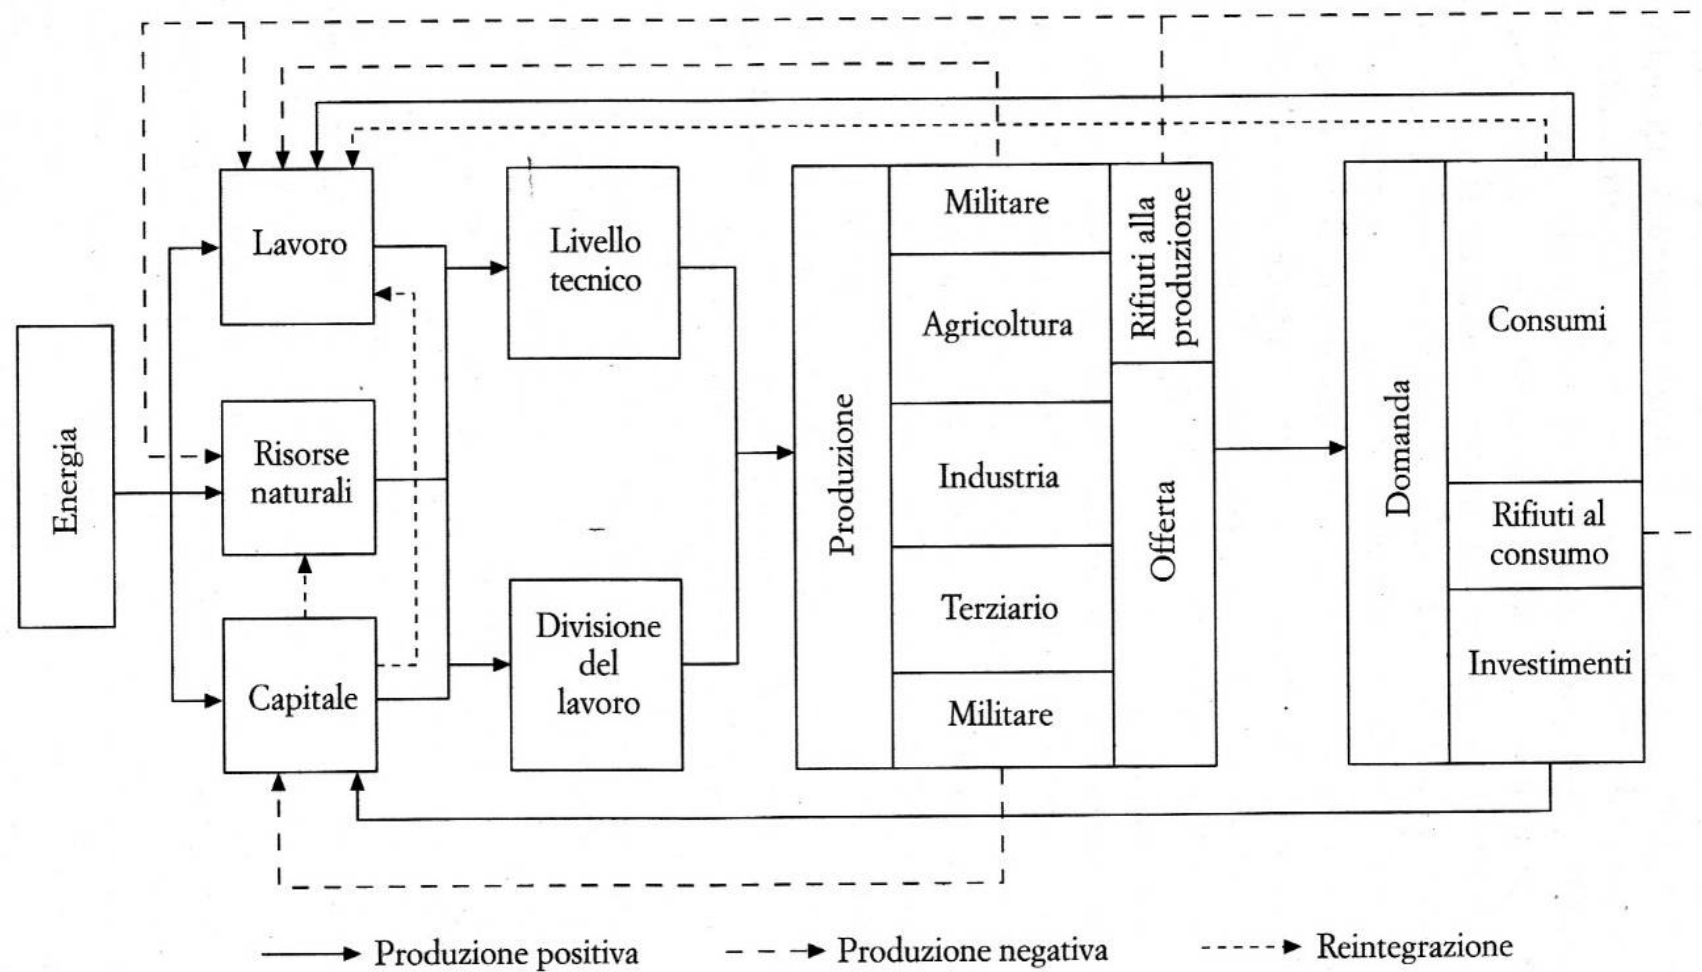 Energia
Lavoro
Risorse
naturali
Capitale
Livello
tecnico
Divisione
del
lavoro
Produzione
Militare
Agricoltura
Industria
Terziario
Militare
Rifiuti alla
produzione
Offerta
Domanda
Consumi
Rifiuti al
consumo
Investimenti
Produzione positiva
Produzione negativa
Reintegrazione